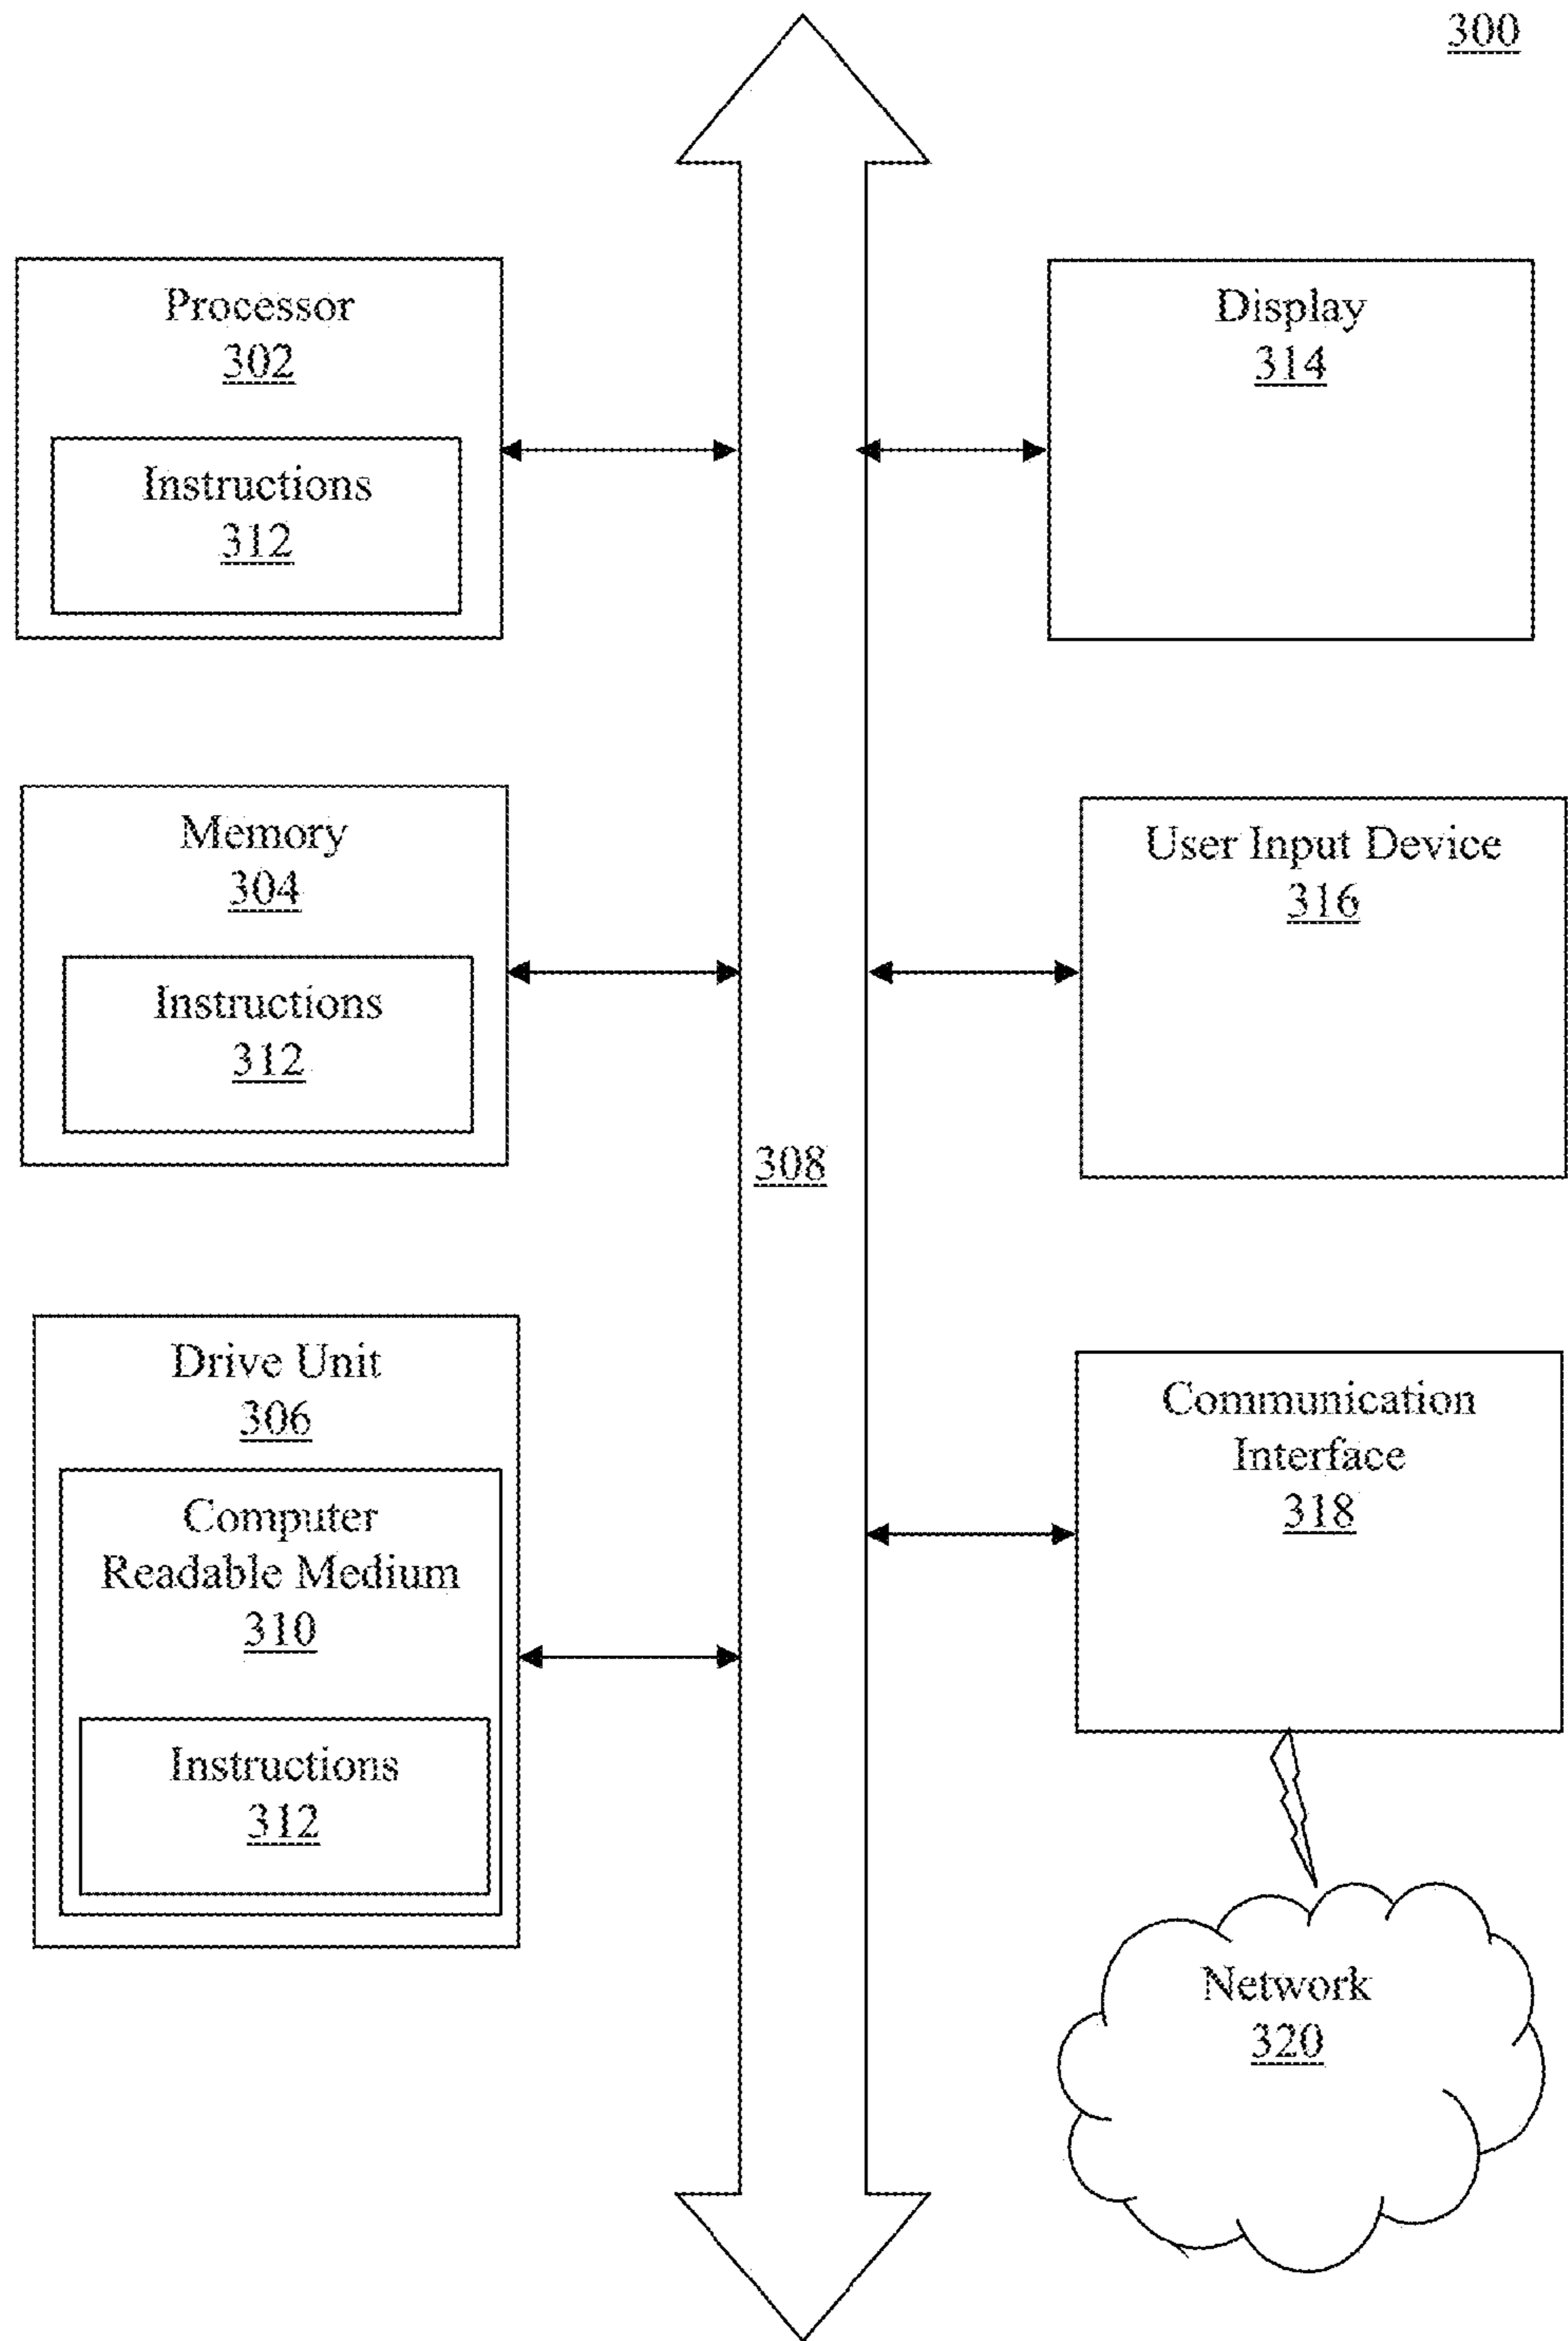 300
Processor
302
Instructions
312
Display
314
Memory
304
Instructions
312
User Input Device
316
308
Drive Unit
306
Computer
Readable Medium
310
Instructions
312
Communication
Interface
318
Network
320